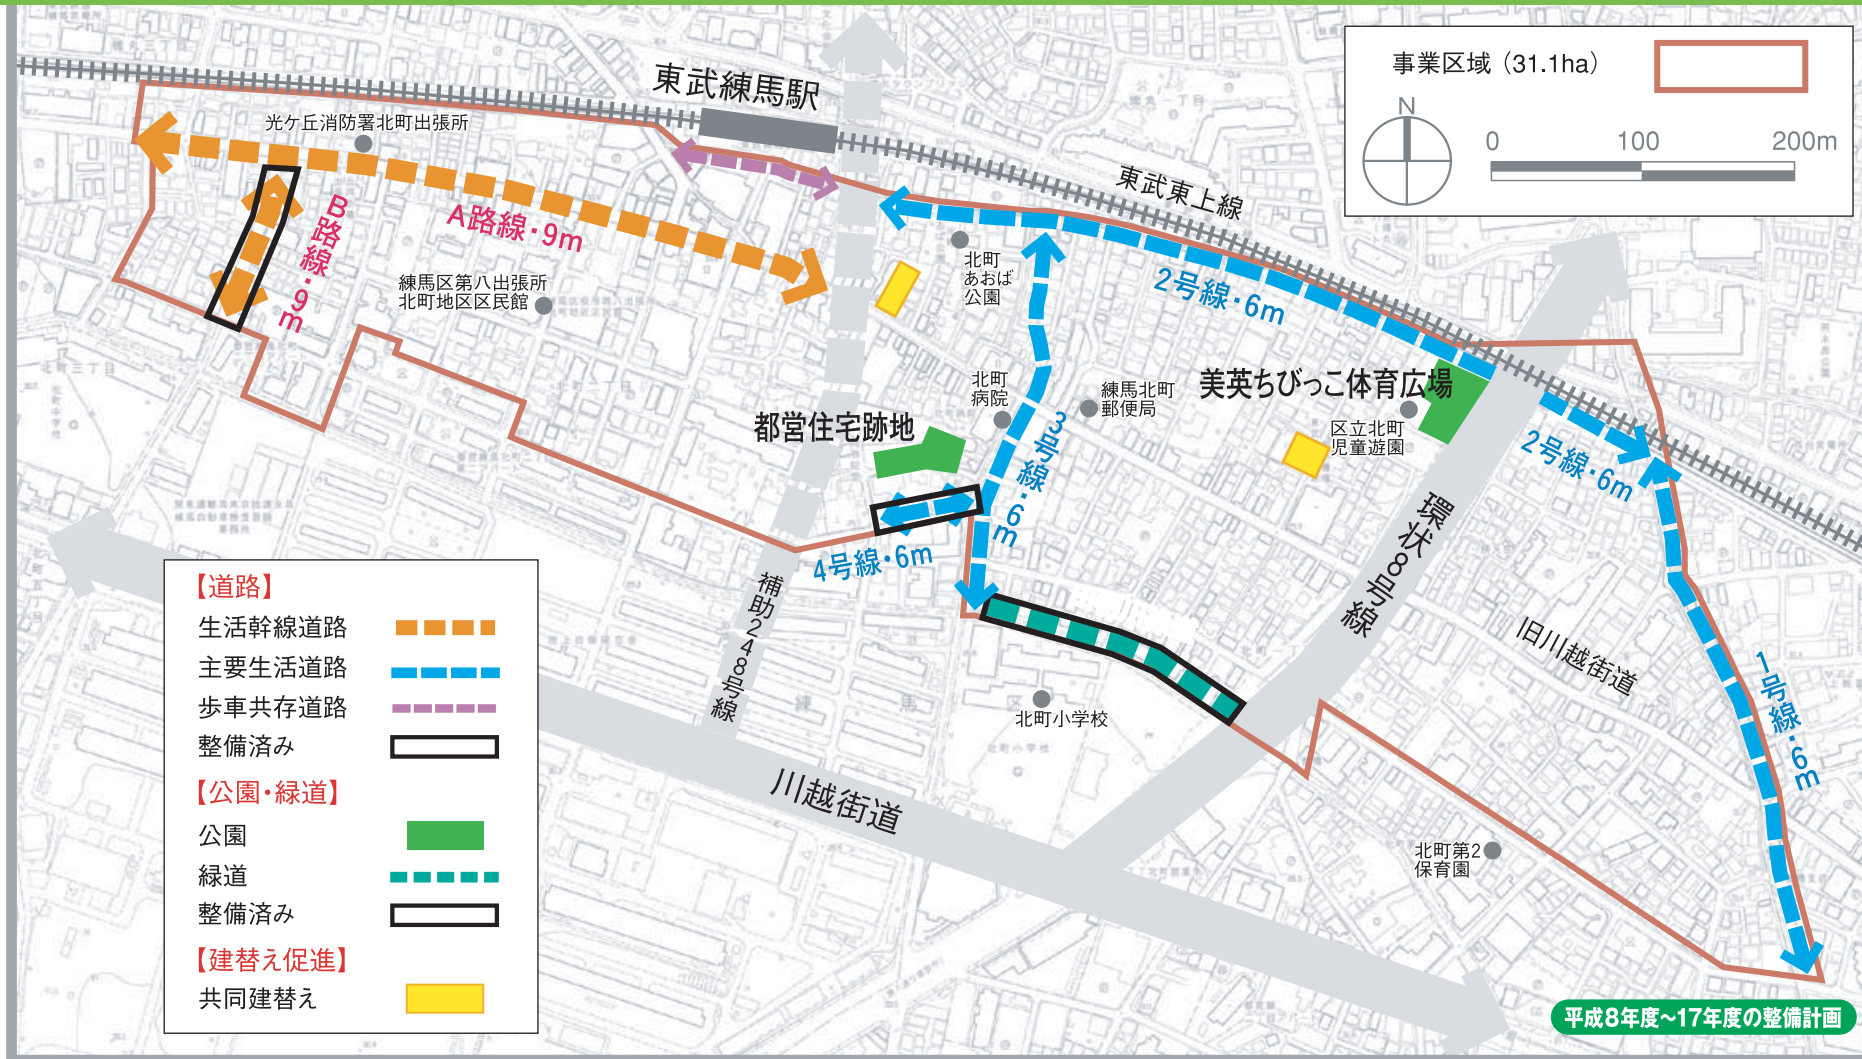 事業区域（31.1ha）
N
0 100 200m
東武練馬駅
光ケ丘消防署北町出張所
東武東上線
A路線・9m
B路線・9m
練馬区第八出張所
北町地区区民館
北町
あおば
公園
2号線・6m
北町
病院
練馬北町
郵便局
美英ちびっこ体育広場
区立北町
児童遊園
都営住宅跡地
3号線・6m
2号線・6m
4号線・6m
環状8号線
補助248号線
旧川越街道
1号線・6m
北町小学校
川越街道
北町第2
保育園
【道路】
生活幹線道路
主要生活道路
歩車共存道路
整備済み
【公園・緑道】
公園
緑道
整備済み
【建替え促進】
共同建替え
平成8年度～17年度の整備計画